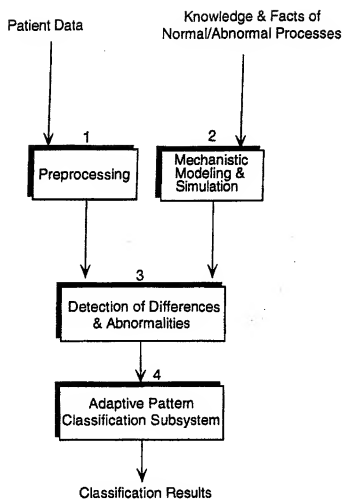 Patient Data
Knowledge & Facts of
Normal/Abnormal Processes
1
Preprocessing
2
Mechanistic
Modeling &
Simulation
3
Detection of Differences
& Abnormalities
4
Adaptive Pattern
Classification Subsystem
Classification Results